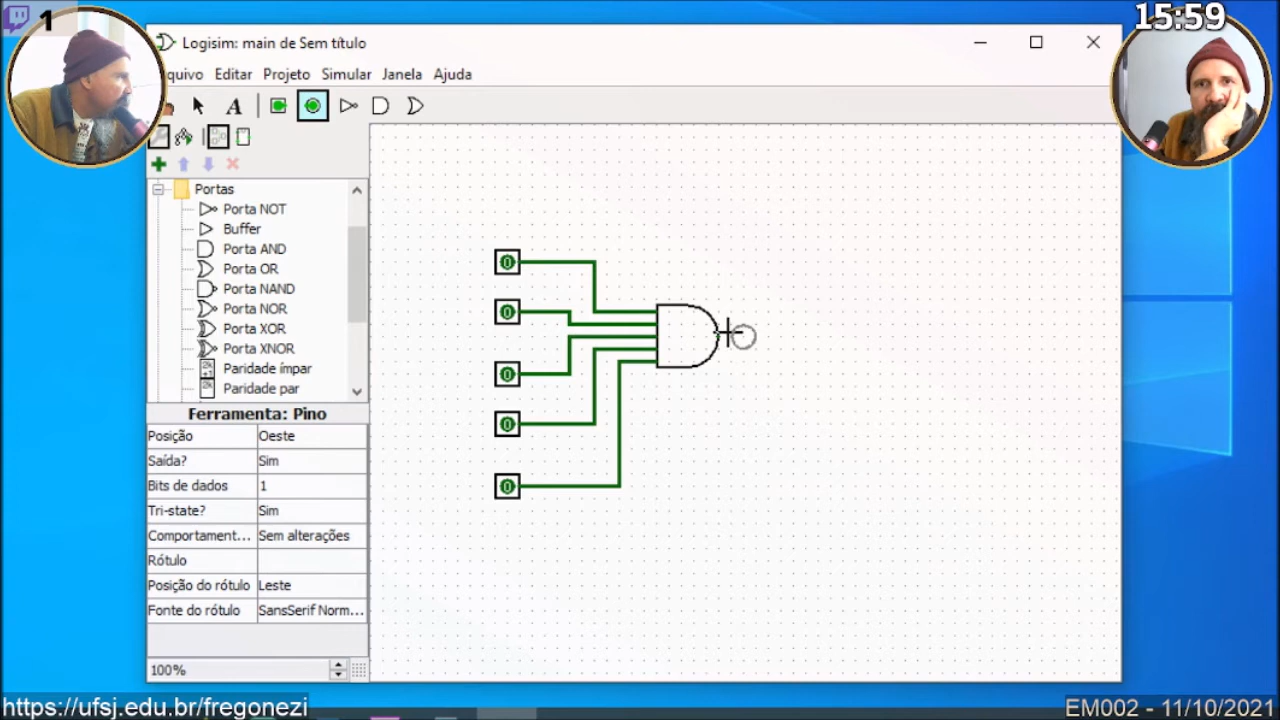 1
15:59
Logisim: main de Sem título
quivo Editar Projeto Simular Janela Ajuda
A
Portas
Porta NOT
Buffer
Porta AND
Porta OR
Porta NAND
Porta NOR
Porta XOR
Porta XNOR
Paridade ímpar
Paridade par
Ferramenta: Pino
Posição Oeste
Saída? Sim
Bits de dados 1
Tri-state? Sim
Comportament... Sem alterações
Rótulo
Posição do rótulo Leste
Fonte do rótulo SansSerif Norm...
100%
0
0
0
0
0
https://ufsj.edu.br/fregonezi
EM002 - 11/10/2021